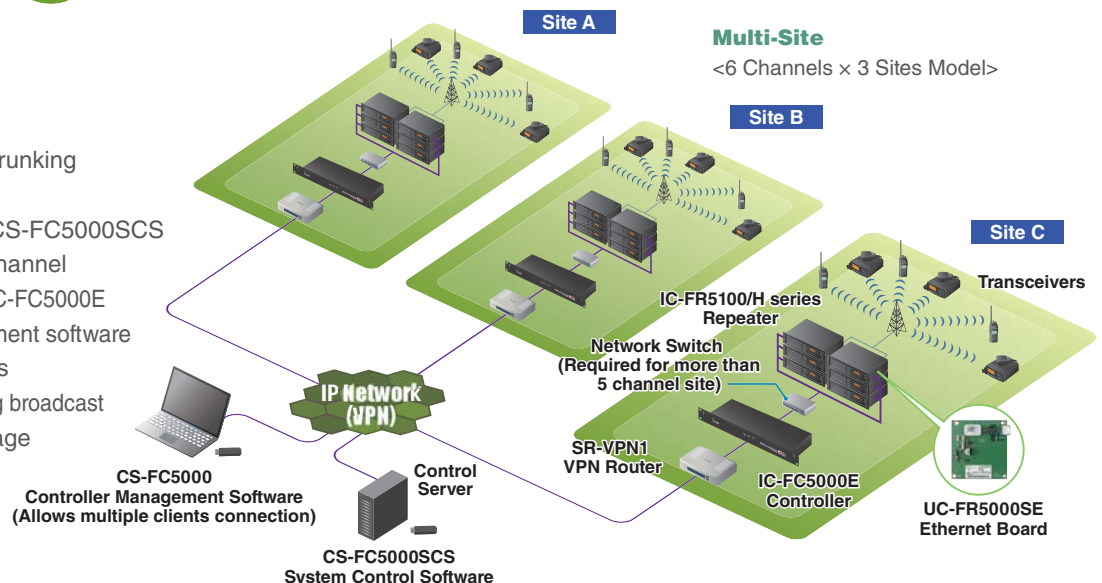 Site A
Multi-Site
<6 Channels × 3 Sites Model>
Site B
runking
CS-FC5000SCS
hannel
C-FC5000E
ment software
s
g broadcast
age
Site C
Transceivers
IC-FR5100/H series
Repeater
Network Switch
(Required for more than
5 channel site)
IP Network
(VPN)
SR-VPN1
VPN Router
IC-FC5000E
Controller
UC-FR5000SE
Ethernet Board
CS-FC5000
Controller Management Software
(Allows multiple clients connection)
Control
Server
CS-FC5000SCS
System Control Software